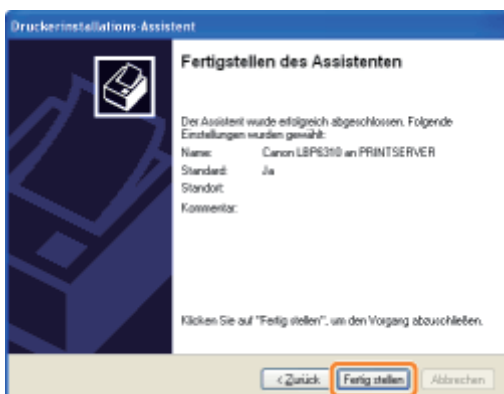 Druckerinstallations-Assistent
Fertigstellen des Assistenten
Der Assistent wurde erfolgreich abgeschlossen. Folgende
Einstellungen wurden gewählt:
Name: Canon LBP6310 an PRINTSERVER
Standard: Ja
Standort:
Kommentar:
Klicken Sie auf "Fertig stellen", um den Vorgang abzuschließen.
< Zurück Fertig stellen Abbrechen